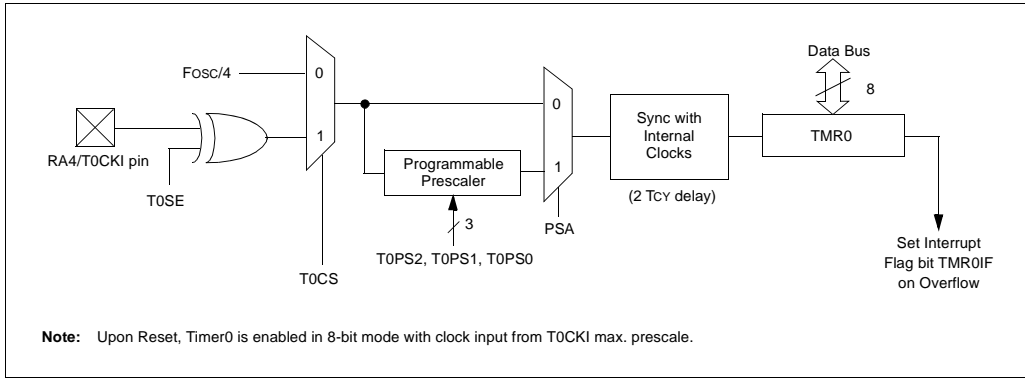 Data Bus
FOSC/4
0
8
1
0
Sync with
Internal
Clocks
TMR0
RA4/T0CKI pin
Programmable
Prescaler
1
T0SE
(2 TCY delay)
3
PSA
T0PS2, T0PS1, T0PS0
T0CS
Set Interrupt
Flag bit TMR0IF
on Overflow
Note: Upon Reset, Timer0 is enabled in 8-bit mode with clock input from T0CKI max. prescale.